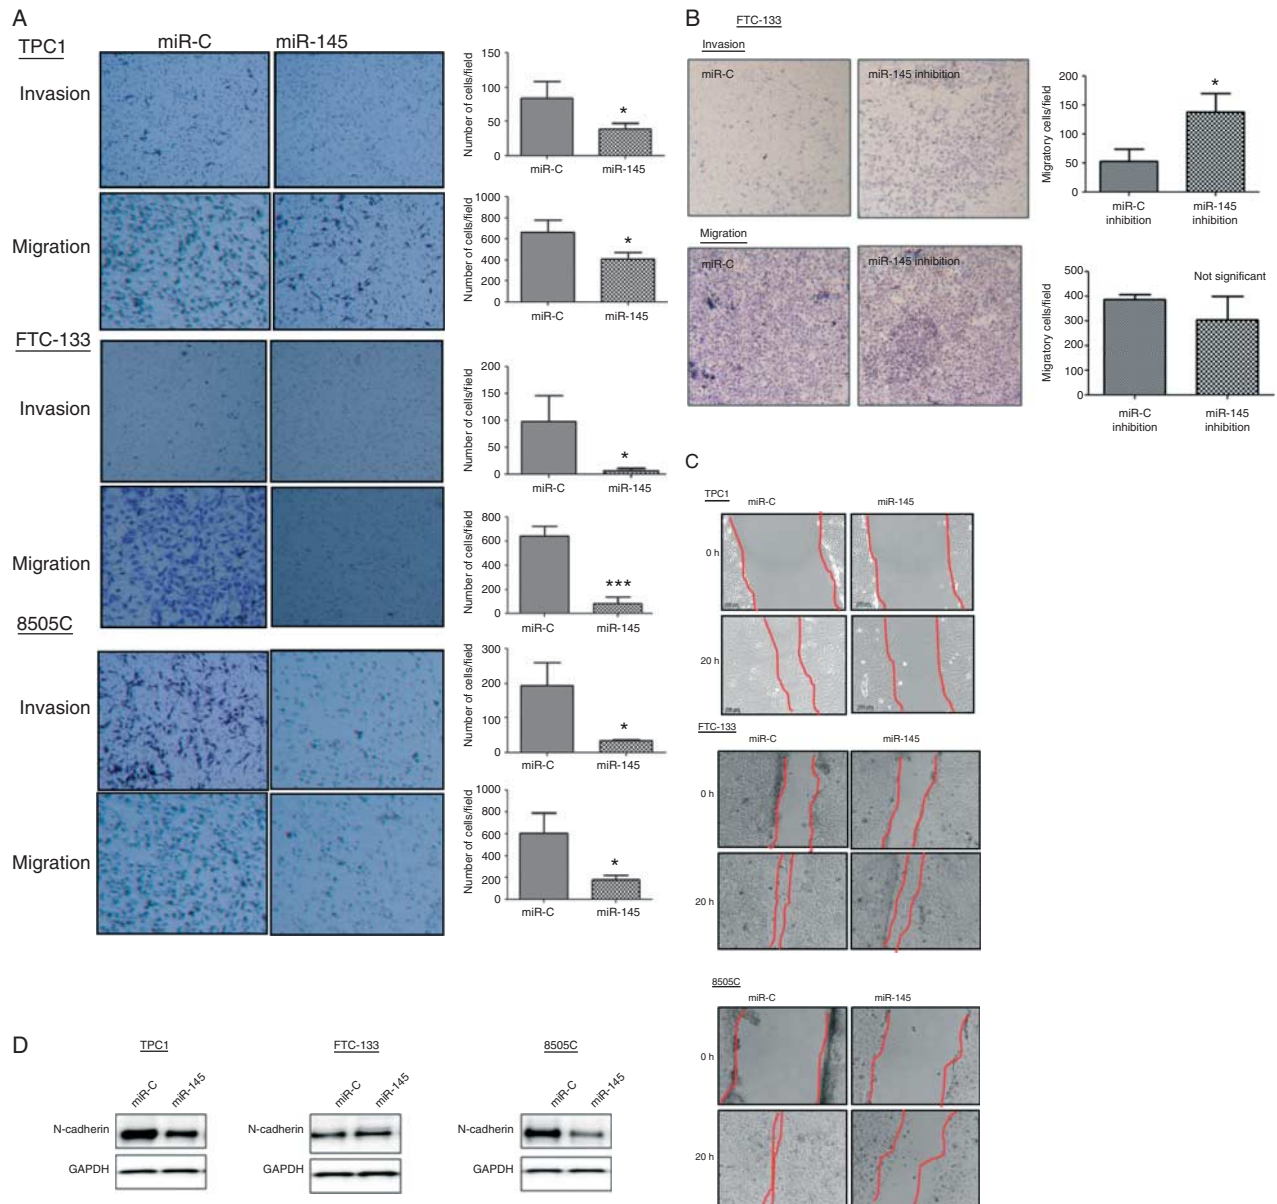 A
miR-C miR-145
TPC1
Invasion
Number of cells/field
150
100
50
0
*
miR-C miR-145
Migration
Number of cells/field
1000
800
600
400
200
0
*
miR-C miR-145
FTC-133
Invasion
Number of cells/field
200
150
100
50
0
*
miR-C miR-145
Migration
Number of cells/field
800
600
400
200
0
***
miR-C miR-145
8505C
Invasion
Number of cells/field
300
200
100
0
*
miR-C miR-145
Migration
Number of cells/field
1000
800
600
400
200
0
*
miR-C miR-145
B
FTC-133
Invasion
miR-C miR-145 inhibition
Migratory cells/field
200
150
100
50
0
*
miR-C inhibition
miR-145 inhibition
Migration
miR-C miR-145 inhibition
Migratory cells/field
500
400
300
200
100
0
Not significant
miR-C inhibition
miR-145 inhibition
C
TPC1
miR-C miR-145
0 h
20 h
FTC-133
miR-C miR-145
0 h
20 h
8505C
miR-C miR-145
0 h
20 h
D
TPC1
miR-C miR-145
N-cadherin
GAPDH
FTC-133
miR-C miR-145
N-cadherin
GAPDH
8505C
miR-C miR-145
N-cadherin
GAPDH